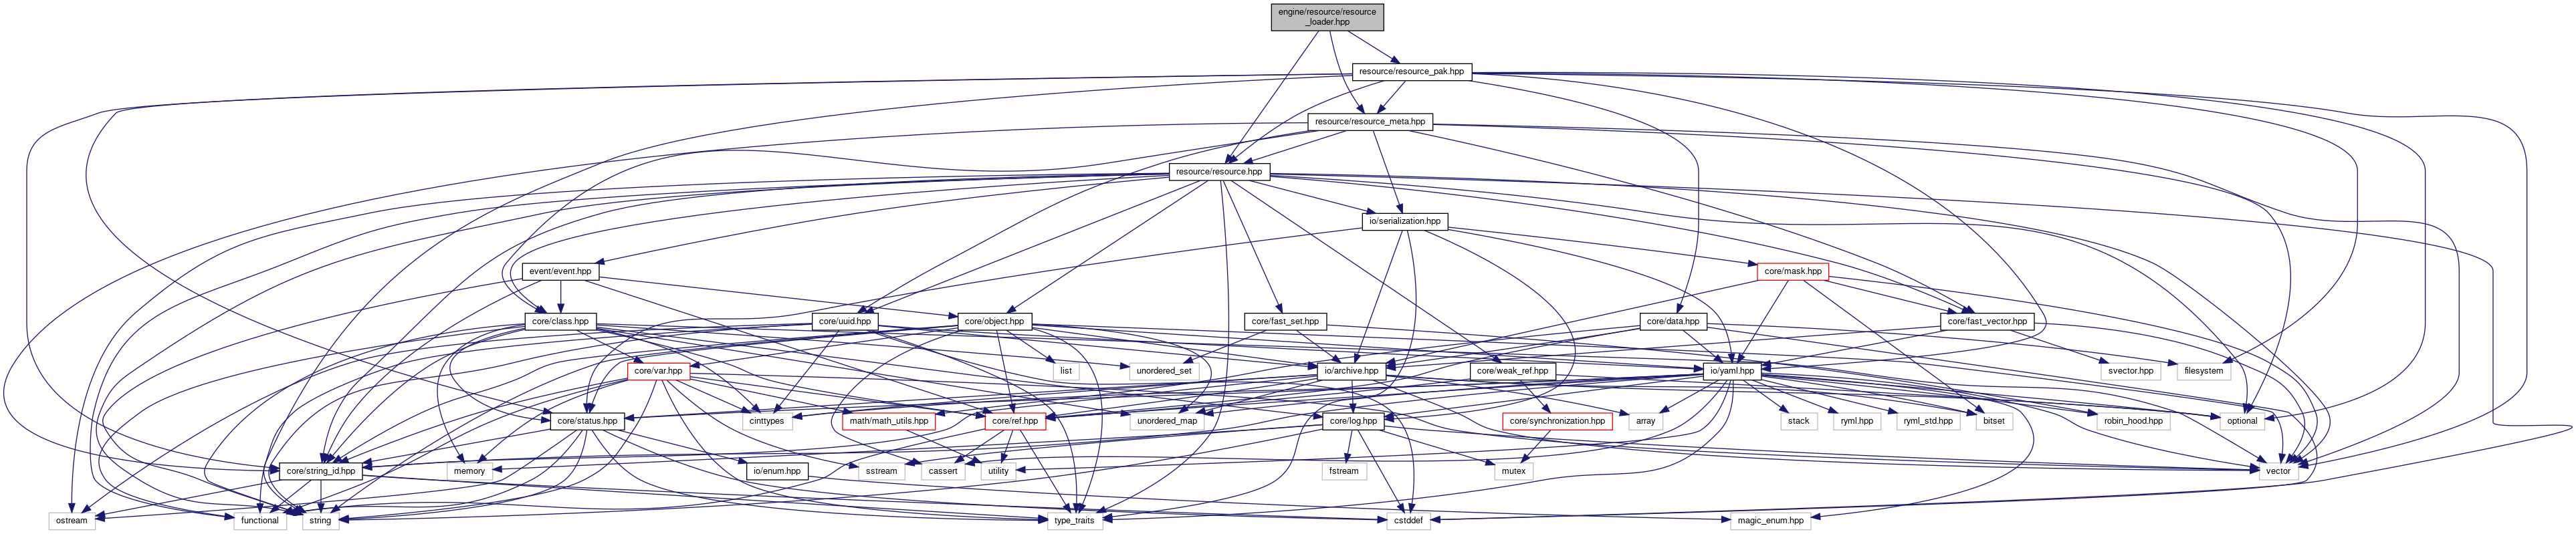 engine/resource/resource
_loader.hpp
resource/resource_pak.hpp
resource/resource_meta.hpp
resource/resource.hpp
io/serialization.hpp
event/event.hpp
core/mask.hpp
core/class.hpp
core/uuid.hpp
core/object.hpp
core/fast_set.hpp
core/data.hpp
core/fast_vector.hpp
core/var.hpp
list
unordered_set
io/archive.hpp
core/weak_ref.hpp
io/yaml.hpp
svector.hpp
filesystem
core/status.hpp
cinttypes
math/math_utils.hpp
core/ref.hpp
unordered_map
core/log.hpp
core/synchronization.hpp
array
stack
ryml.hpp
ryml_std.hpp
bitset
robin_hood.hpp
optional
core/string_id.hpp
memory
io/enum.hpp
sstream
cassert
utility
fstream
mutex
vector
ostream
functional
string
type_traits
cstddef
magic_enum.hpp